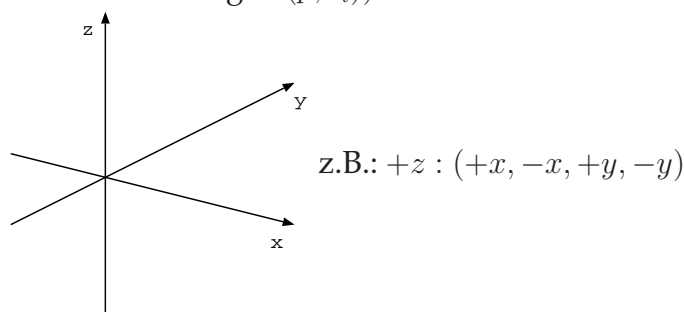 z
y
z.B.: +z : (+x, −x, +y, −y)
x